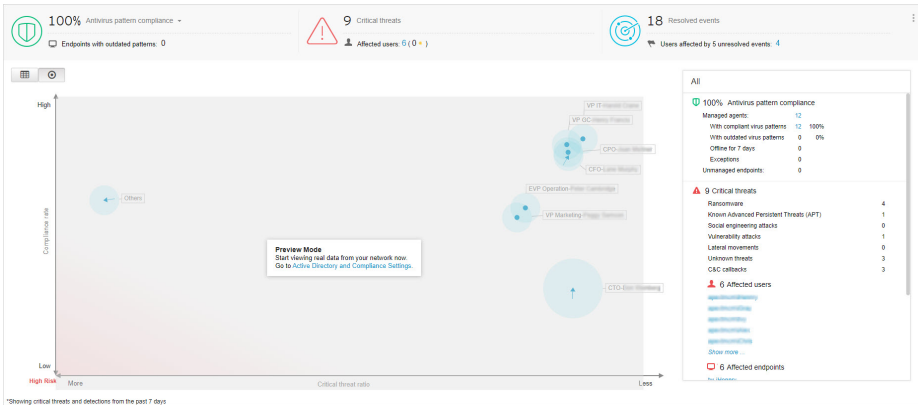 100% Antivirus pattern compliance
Endpoints with outdated patterns: 0
9 Critical threats
Affected users: 6 ( 0 )
18 Resolved events
Users affected by 5 unresolved events: 4
High
Compliance rate
Low
High Risk
More
Critical threat ratio
Less
Others
VP IT-
VP GC-
CPO-
CFO-
EVP Operation-
VP Marketing-
CTO-
Preview Mode
Start viewing real data from your network now.
Go to Active Directory and Compliance Settings.
*Showing critical threats and detections from the past 7 days
All
100% Antivirus pattern compliance
Managed agents: 12
With compliant virus patterns 12 100%
With outdated virus patterns 0 0%
Offline for 7 days 0
Exceptions 0
Unmanaged endpoints: 0
9 Critical threats
Ransomware 4
Known Advanced Persistent Threats (APT) 1
Social engineering attacks 0
Vulnerability attacks 1
Lateral movements 0
Unknown threats 3
C&C callbacks 3
6 Affected users
Show more ...
6 Affected endpoints